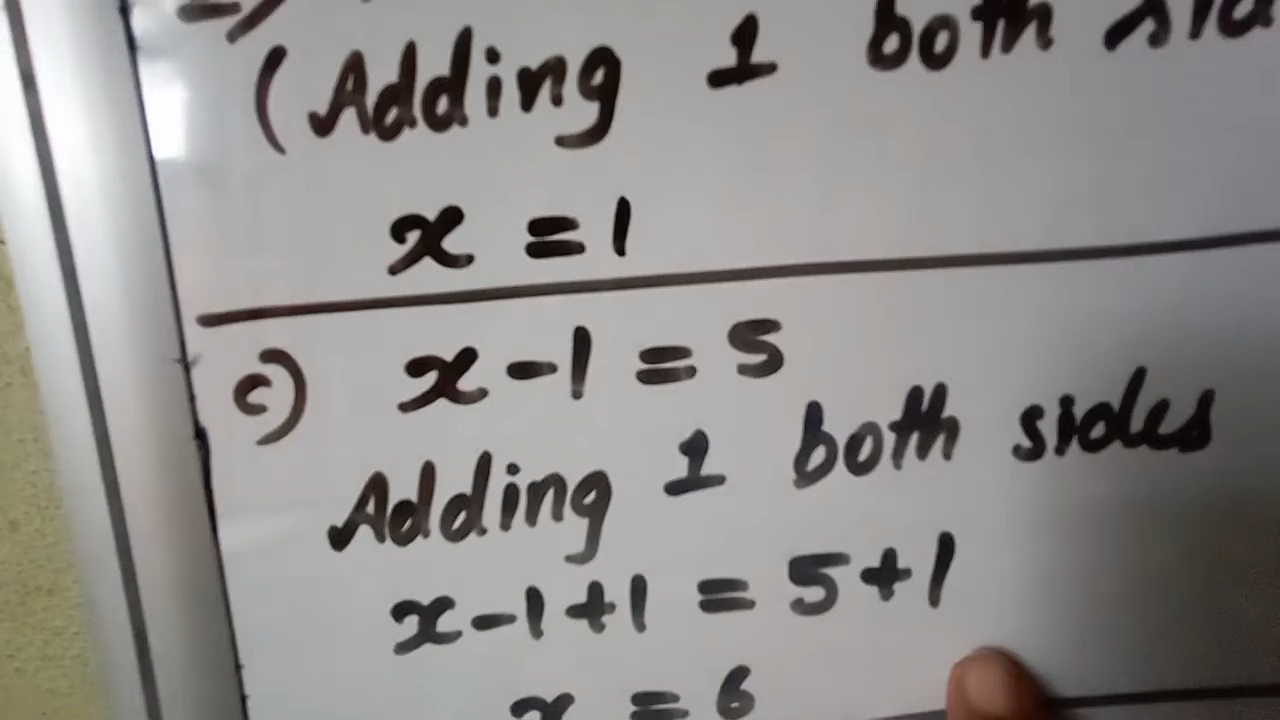 (Adding 1 both
x = 1
c) x - 1 = 5
Adding 1 both sides
x - 1 + 1 = 5 + 1
x = 6